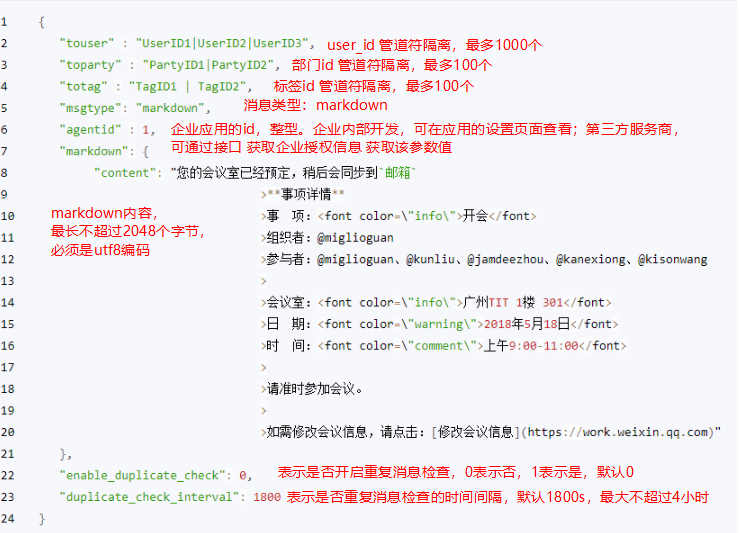 1 {
2 "touser" : "UserID1|UserID2|UserID3", user_id 管道符隔离，最多1000个
3 "toparty" : "PartyID1|PartyID2", 部门id 管道符隔离，最多100个
4 "totag" : "TagID1 | TagID2", 标签id 管道符隔离，最多100个
5 "msgtype": "markdown", 消息类型：markdown
6 "agentid" : 1, 企业应用的id，整型。企业内部开发，可在应用的设置页面查看；第三方服务商，
7 "markdown": { 可通过接口 获取企业授权信息 获取该参数值
8 "content": "您的会议室已经预定，稍后会同步到`邮箱`
9 >**事项详情**
10 >事　项：<font color=\"info\">开会</font>
markdown内容，
11 >组织者：@miglioguan
最长不超过2048个字节，
12 >参与者：@miglioguan、@kunliu、@jamdeezhou、@kanexiong、@kisonwang
必须是utf8编码
13 >
14 >会议室：<font color=\"info\">广州TIT 1楼 301</font>
15 >日　期：<font color=\"warning\">2018年5月18日</font>
16 >时　间：<font color=\"comment\">上午9:00-11:00</font>
17 >
18 >请准时参加会议。
19 >
20 >如需修改会议信息，请点击：[修改会议信息](https://work.weixin.qq.com)"
21 },
22 "enable_duplicate_check": 0, 表示是否开启重复消息检查，0表示否，1表示是，默认0
23 "duplicate_check_interval": 1800 表示是否重复消息检查的时间间隔，默认1800s，最大不超过4小时
24 }